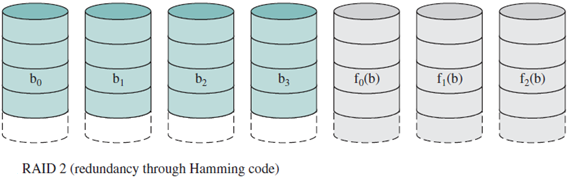 b0 b1 b2 b3 f0(b) f1(b) f2(b)
RAID 2 (redundancy through Hamming code)